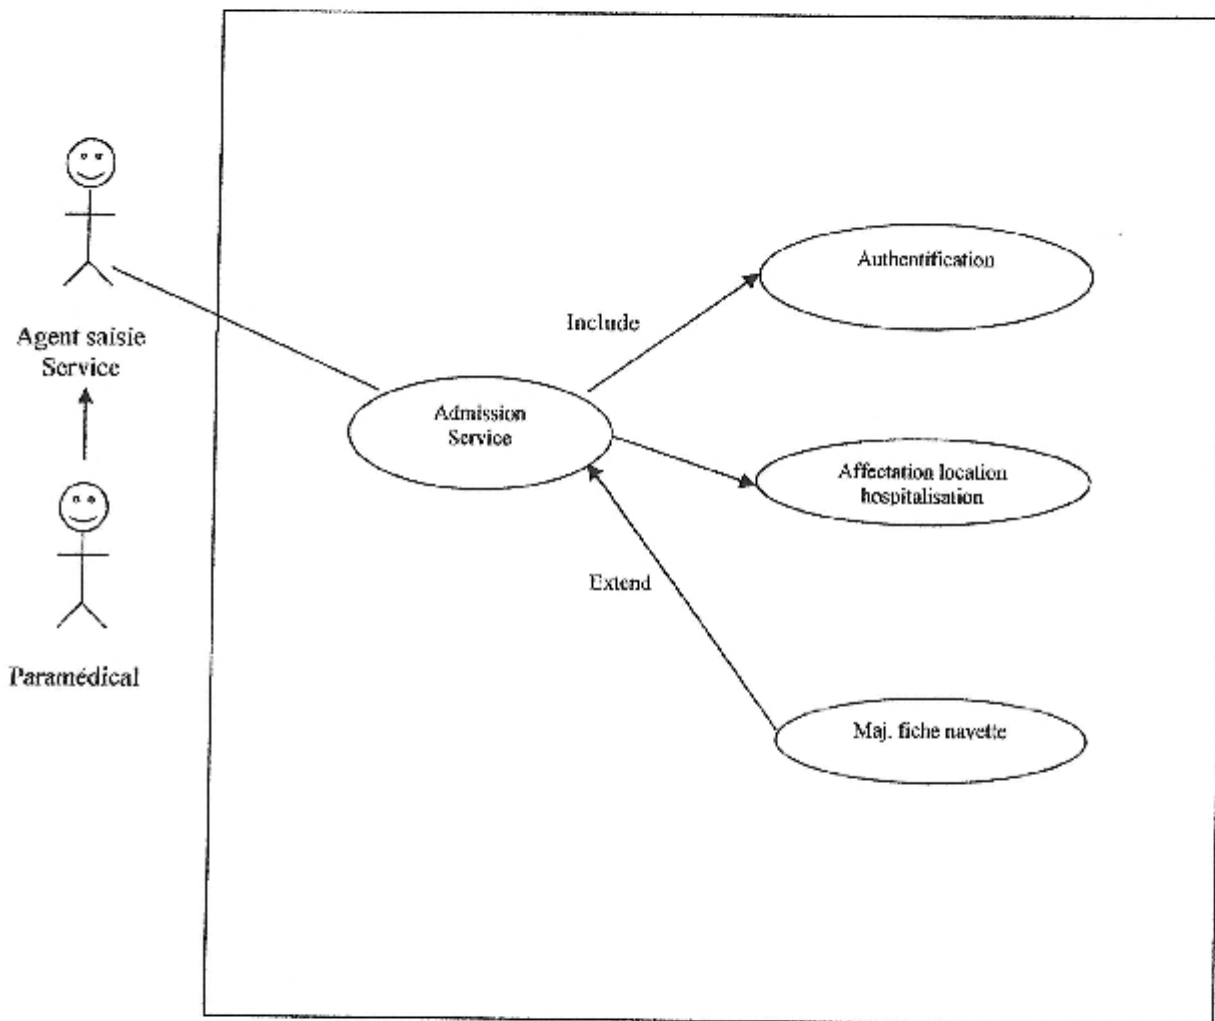 Authentification
Include
Agent saisie
Service
Admission
Service
Affectation location
hospitalisation
Extend
Paramédical
Maj. fiche navette